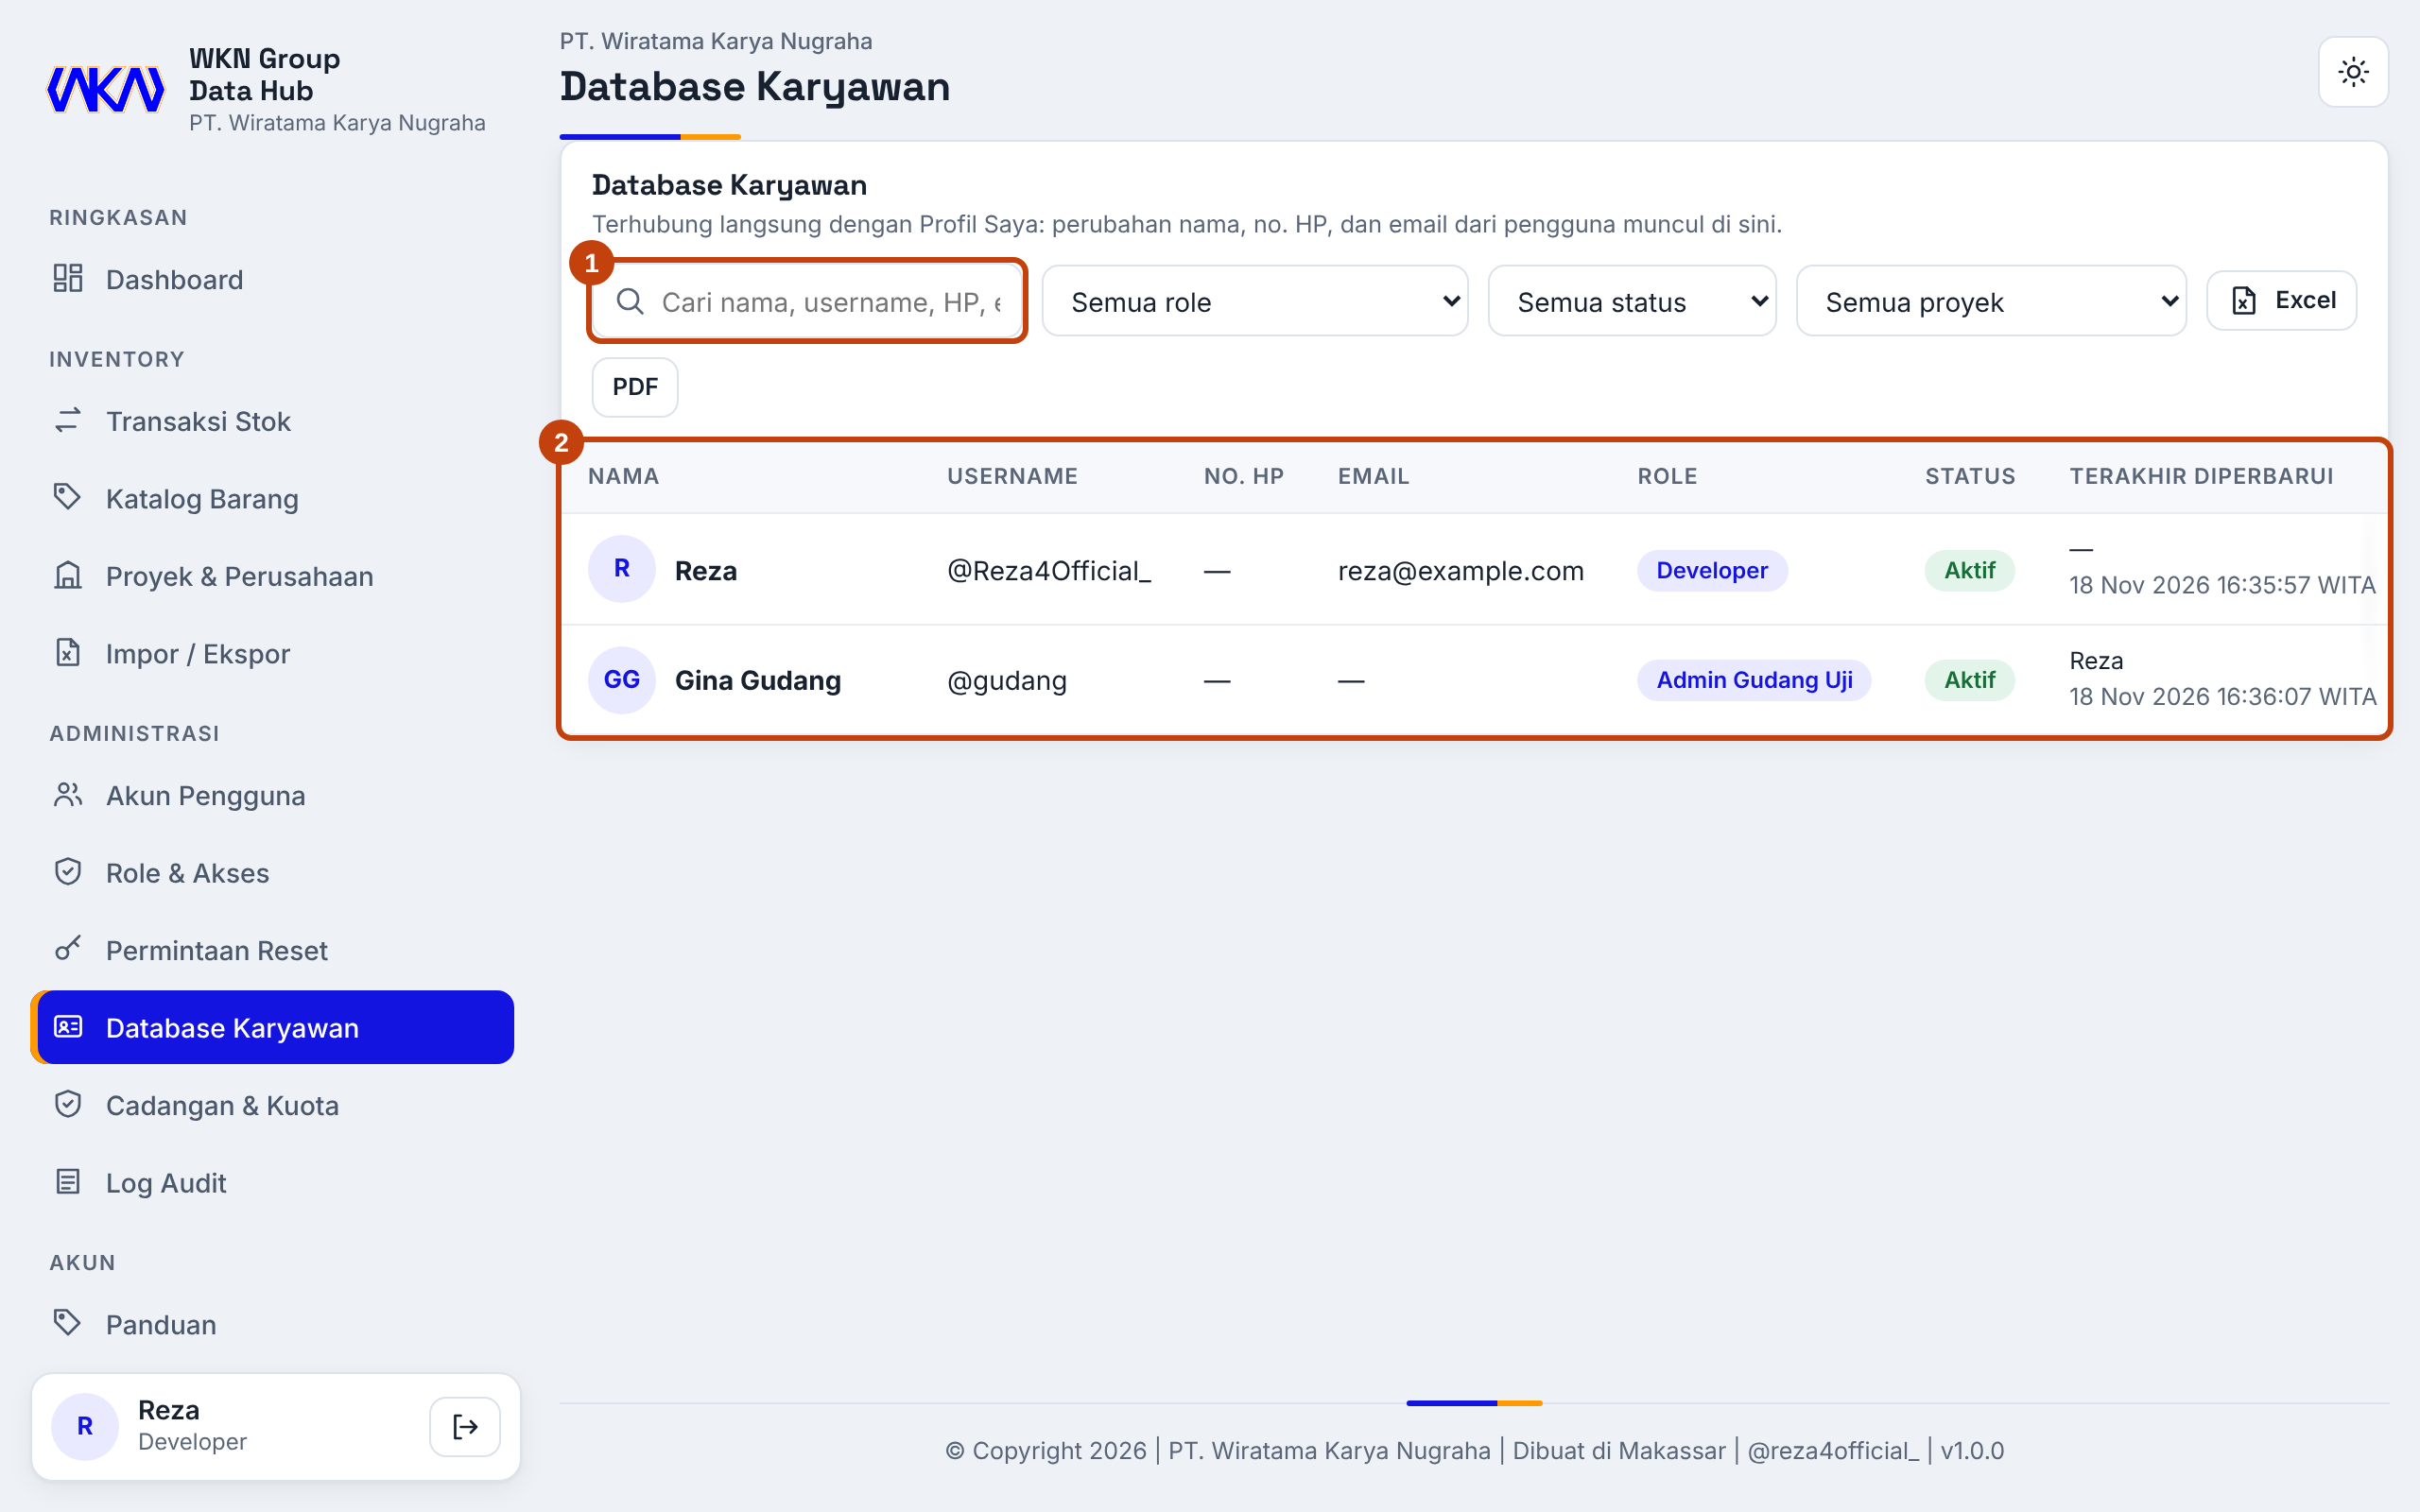 WKN
WKN Group
Data Hub
PT. Wiratama Karya Nugraha
RINGKASAN
Dashboard
INVENTORY
Transaksi Stok
Katalog Barang
Proyek & Perusahaan
Impor / Ekspor
ADMINISTRASI
Akun Pengguna
Role & Akses
Permintaan Reset
Database Karyawan
Cadangan & Kuota
Log Audit
AKUN
Panduan
R
Reza
Developer
PT. Wiratama Karya Nugraha
Database Karyawan
Database Karyawan
Terhubung langsung dengan Profil Saya: perubahan nama, no. HP, dan email dari pengguna muncul di sini.
1
Cari nama, username, HP, e
Semua role
Semua status
Semua proyek
Excel
PDF
2
NAMA USERNAME NO. HP EMAIL ROLE STATUS TERAKHIR DIPERBARUI
R Reza @Reza4Official_ — reza@example.com Developer Aktif —
18 Nov 2026 16:35:57 WITA
GG Gina Gudang @gudang — — Admin Gudang Uji Aktif Reza
18 Nov 2026 16:36:07 WITA
© Copyright 2026 | PT. Wiratama Karya Nugraha | Dibuat di Makassar | @reza4official_ | v1.0.0